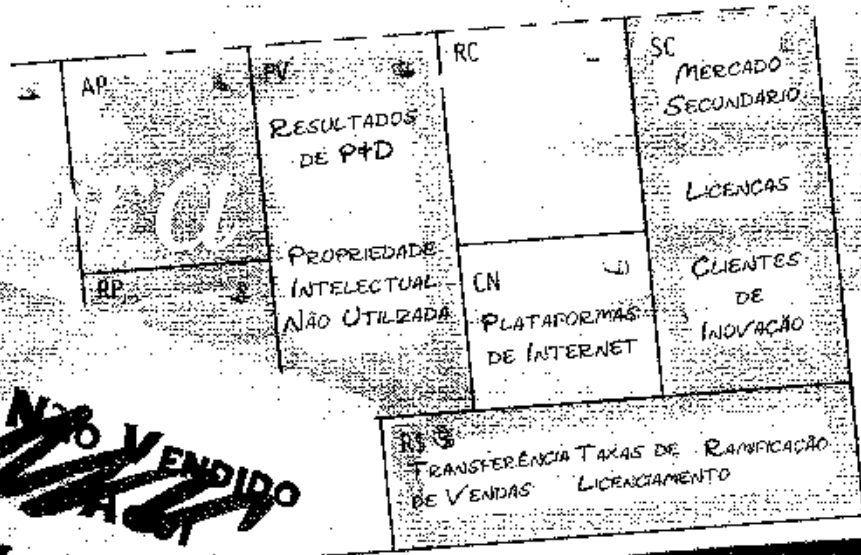 AP
PV
RESULTADOS
DE P+D
PROPRIEDADE
INTELECTUAL
NÃO UTILIZADA
RC
SC
MERCADO
SECUNDÁRIO
LICENCAS
CLIENTES
DE
INOVAÇÃO
RP
CN
PLATAFORMAS
DE INTERNET
R$
TRANSFERÊNCIA TAXAS DE RAMIFICAÇÃO
DE VENDAS LICENCIAMENTO
NÃO VENDIDO